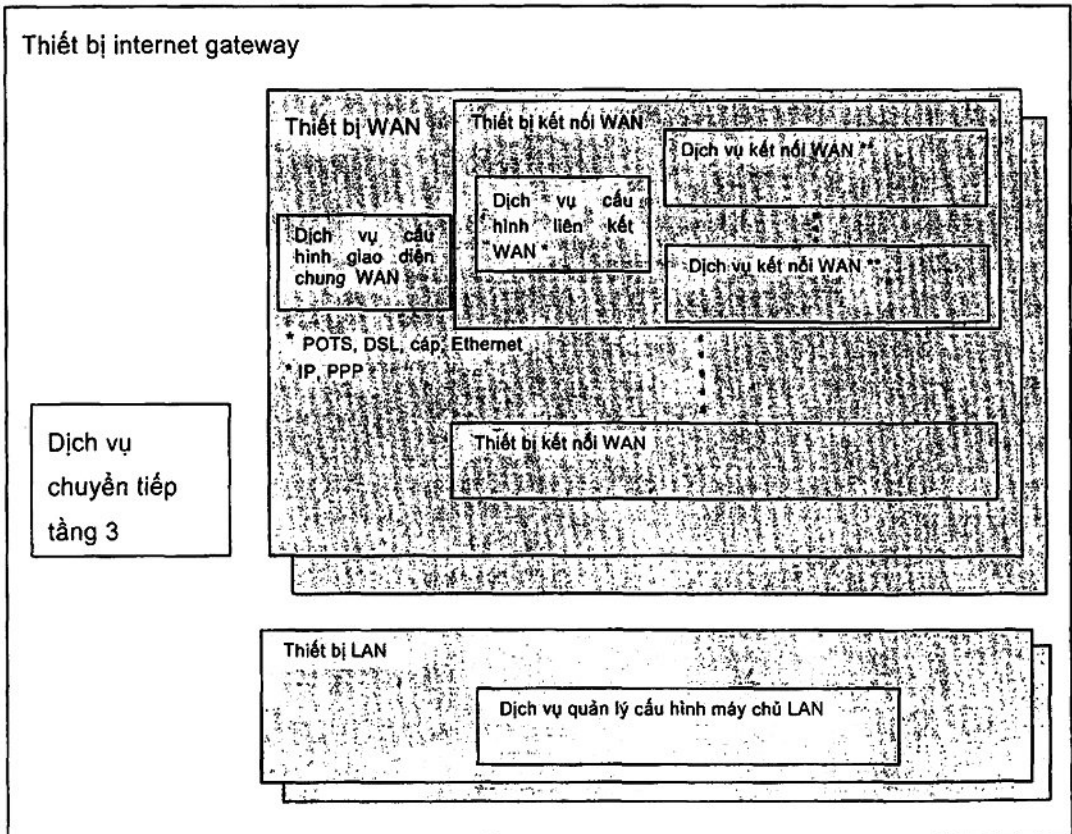 Thiết bị internet gateway
Thiết bị WAN
Thiết bị kết nối WAN
Dịch vụ kết nối WAN **
Dịch vụ cấu
hình liên kết
WAN *
Dịch vụ cấu
hình giao diện
chung WAN
Dịch vụ kết nối WAN **
* POTS, DSL, cáp, Ethernet
* IP, PPP
Thiết bị kết nối WAN
Dịch vụ
chuyển tiếp
tầng 3
Thiết bị LAN
Dịch vụ quản lý cấu hình máy chủ LAN